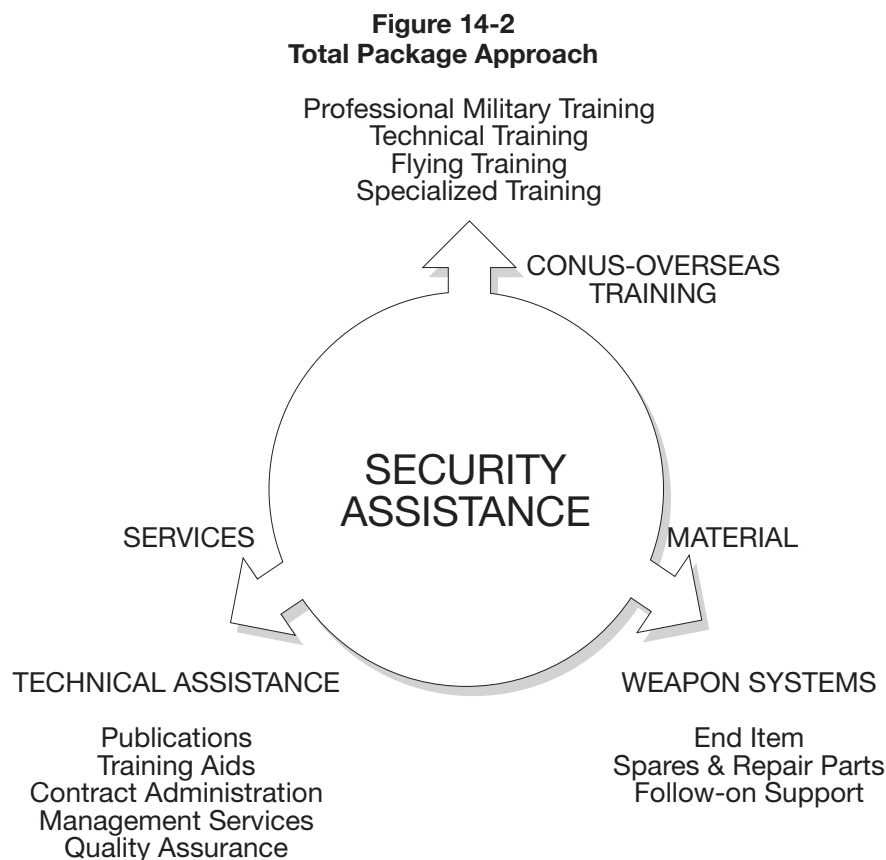 Figure 14-2
Total Package Approach
Professional Military Training
Technical Training
Flying Training
Specialized Training
CONUS-OVERSEAS
TRAINING
SECURITY
ASSISTANCE
SERVICES
MATERIAL
TECHNICAL ASSISTANCE
Publications
Training Aids
Contract Administration
Management Services
Quality Assurance
WEAPON SYSTEMS
End Item
Spares & Repair Parts
Follow-on Support